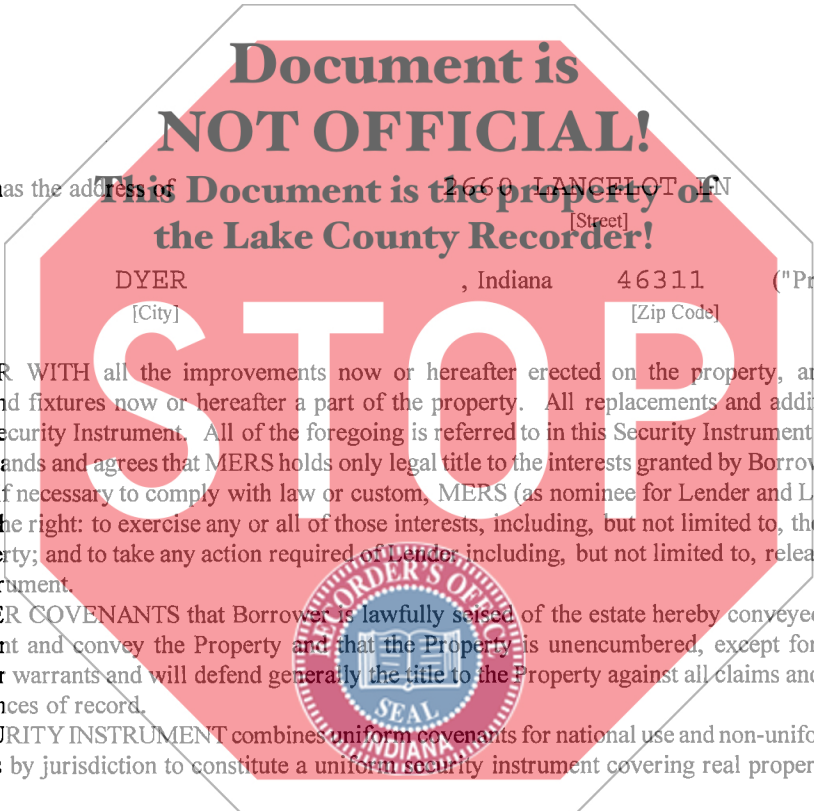 Document is
NOT OFFICIAL!
This Document is the property of
the Lake County Recorder!
as the address of 2660 LANCELOT LN
[Street]
DYER , Indiana 46311 ("Pr
[City] [Zip Code]
STOP
R WITH all the improvements now or hereafter erected on the property, an
nd fixtures now or hereafter a part of the property. All replacements and addi
ecurity Instrument. All of the foregoing is referred to in this Security Instrument
ands and agrees that MERS holds only legal title to the interests granted by Borrow
f necessary to comply with law or custom, MERS (as nominee for Lender and L
he right: to exercise any or all of those interests, including, but not limited to, the
rty; and to take any action required of Lender including, but not limited to, relea
rument.
ER COVENANTS that Borrower is lawfully seised of the estate hereby conveyed
nt and convey the Property and that the Property is unencumbered, except for
r warrants and will defend generally the title to the Property against all claims and
nces of record.
URITY INSTRUMENT combines uniform covenants for national use and non-unifo
s by jurisdiction to constitute a uniform security instrument covering real proper
RECORDER'S OFFICE
SEAL
INDIANA